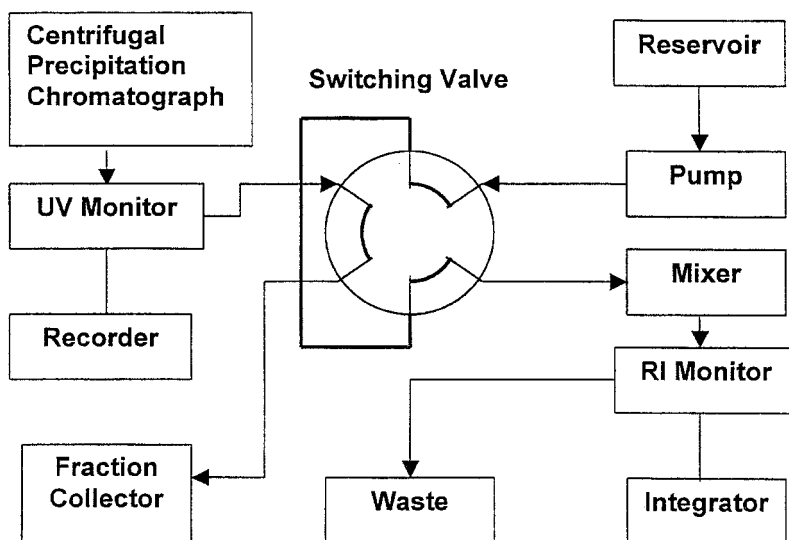 Centrifugal
Precipitation
Chromatograph
Switching Valve
Reservoir
UV Monitor
Pump
Recorder
Mixer
RI Monitor
Fraction
Collector
Waste
Integrator